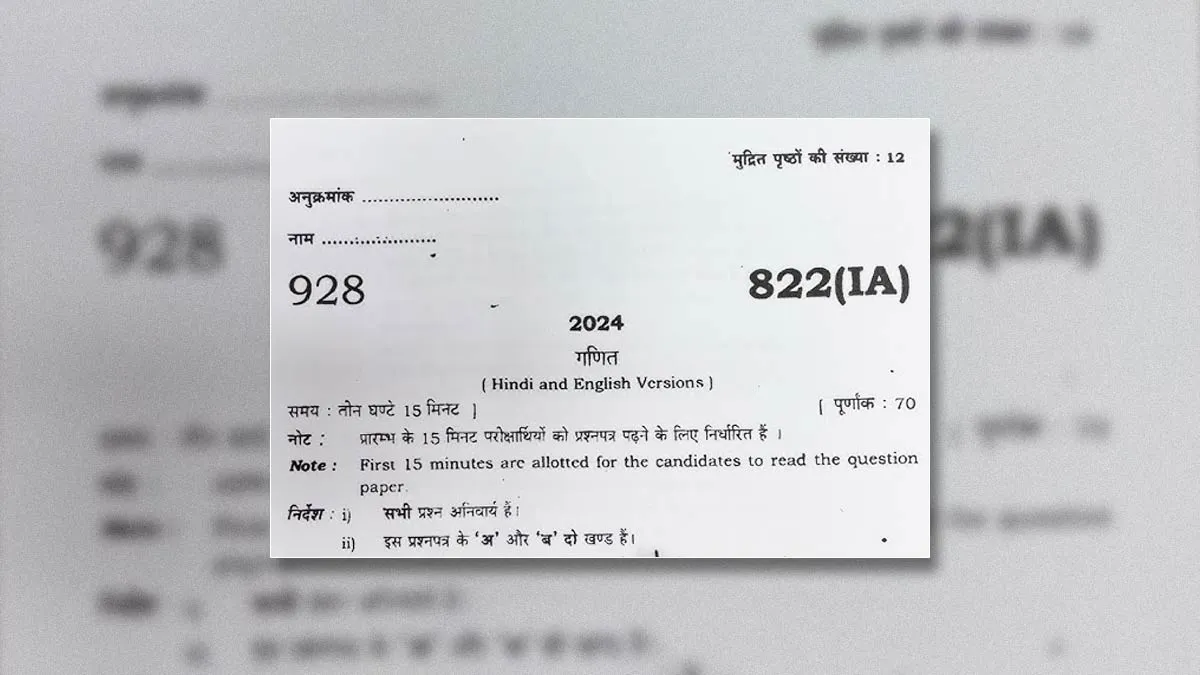 मुद्रित पृष्ठों की संख्या : 12
अनुक्रमांक ..........................
नाम ......................
928
822(IA)
2024
गणित
( Hindi and English Versions )
समय : तीन घण्टे 15 मिनट ]
[ पूर्णांक : 70
नोट : प्रारम्भ के 15 मिनट परीक्षार्थियों को प्रश्नपत्र पढ़ने के लिए निर्धारित हैं ।
Note : First 15 minutes are allotted for the candidates to read the question
paper.
निर्देश : i) सभी प्रश्न अनिवार्य हैं।
ii) इस प्रश्नपत्र के 'अ' और 'ब' दो खण्ड हैं।